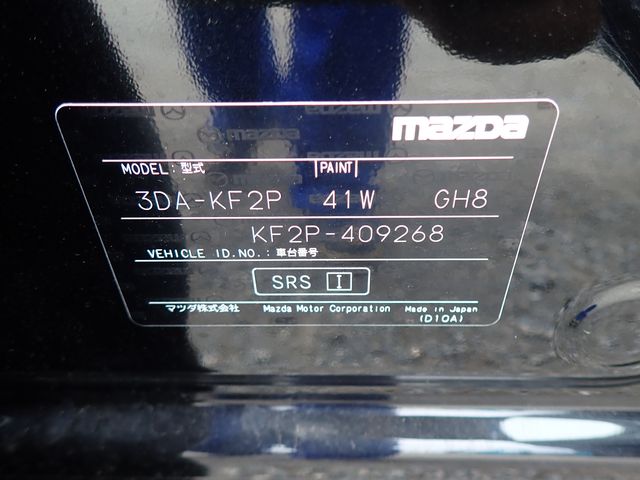 mazda
MODEL: 型式 PAINT
3DA-KF2P 41W GH8
KF2P-409268
VEHICLE ID.NO.: 車台番号
SRS I
マツダ株式会社 Mazda Motor Corporation Made in Japan
(D10A)